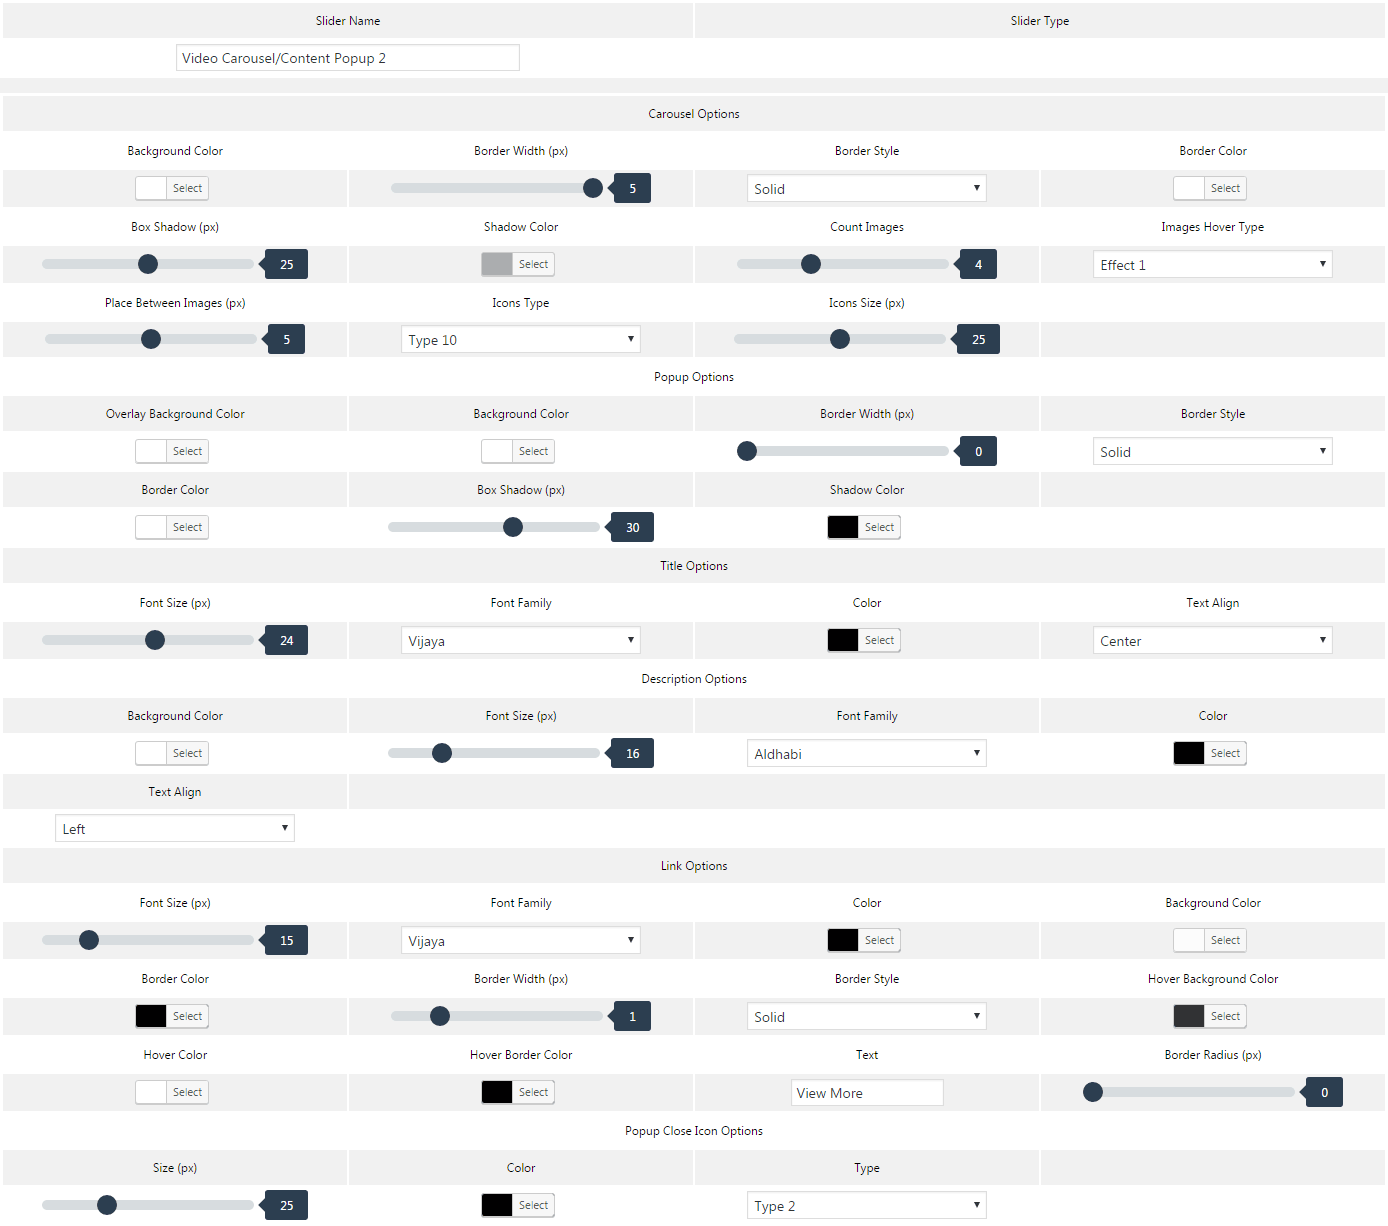 Slider Name Slider Type
Video Carousel/Content Popup 2
Carousel Options
Background Color Border Width (px) Border Style Border Color
Select 5 Solid Select
Box Shadow (px) Shadow Color Count Images Images Hover Type
25 Select 4 Effect 1
Place Between Images (px) Icons Type Icons Size (px)
5 Type 10 25
Popup Options
Overlay Background Color Background Color Border Width (px) Border Style
Select Select 0 Solid
Border Color Box Shadow (px) Shadow Color
Select 30 Select
Title Options
Font Size (px) Font Family Color Text Align
24 Vijaya Select Center
Description Options
Background Color Font Size (px) Font Family Color
Select 16 Aldhabi Select
Text Align
Left
Link Options
Font Size (px) Font Family Color Background Color
15 Vijaya Select Select
Border Color Border Width (px) Border Style Hover Background Color
Select 1 Solid Select
Hover Color Hover Border Color Text Border Radius (px)
Select Select View More 0
Popup Close Icon Options
Size (px) Color Type
25 Select Type 2